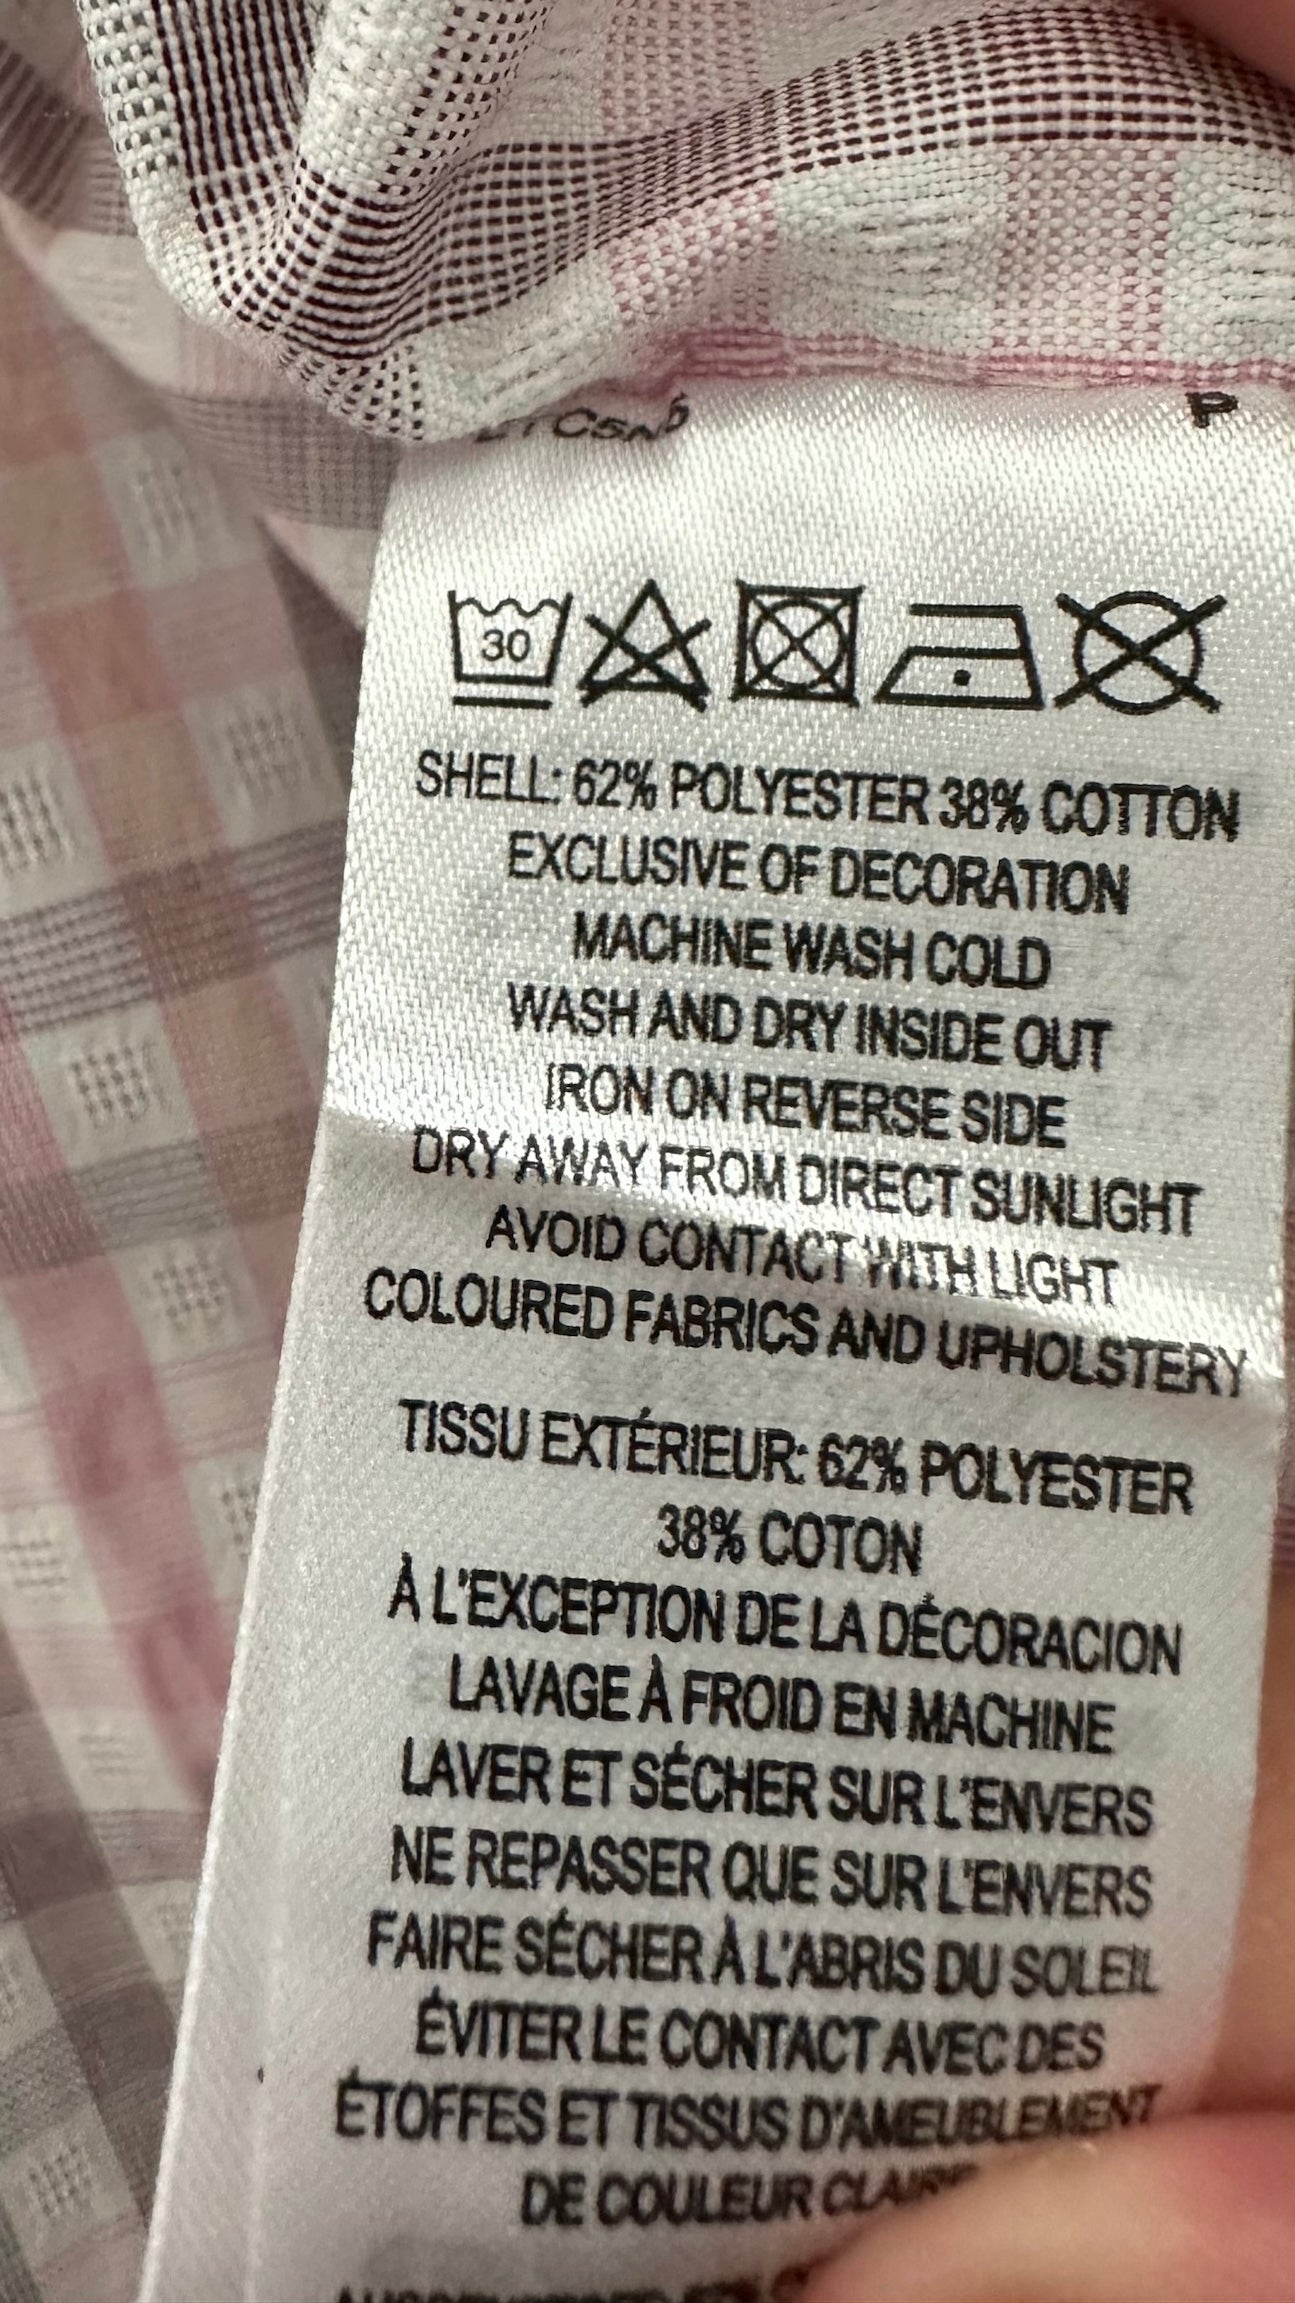 P
30
SHELL: 62% POLYESTER 38% COTTON
EXCLUSIVE OF DECORATION
MACHINE WASH COLD
WASH AND DRY INSIDE OUT
IRON ON REVERSE SIDE
DRY AWAY FROM DIRECT SUNLIGHT
AVOID CONTACT WITH LIGHT
COLOURED FABRICS AND UPHOLSTERY
TISSU EXTÉRIEUR: 62% POLYESTER
38% COTON
À L'EXCEPTION DE LA DÉCORACION
LAVAGE À FROID EN MACHINE
LAVER ET SÉCHER SUR L'ENVERS
NE REPASSER QUE SUR L'ENVERS
FAIRE SÉCHER À L'ABRIS DU SOLEIL
ÉVITER LE CONTACT AVEC DES
ÉTOFFES ET TISSUS D'AMEUBLEMENT
DE COULEUR CLAIRE